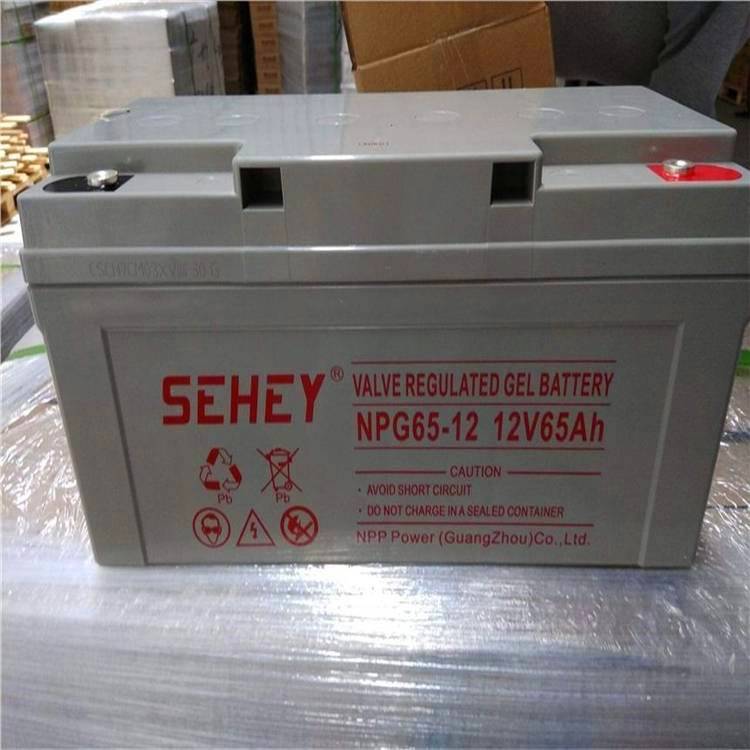 SEHEY®
VALVE REGULATED GEL BATTERY
NPG65-12 12V65Ah
CAUTION
· AVOID SHORT CIRCUIT
· DO NOT CHARGE IN A SEALED CONTAINER
NPP Power (GuangZhou)Co.,Ltd.
Pb
Pb